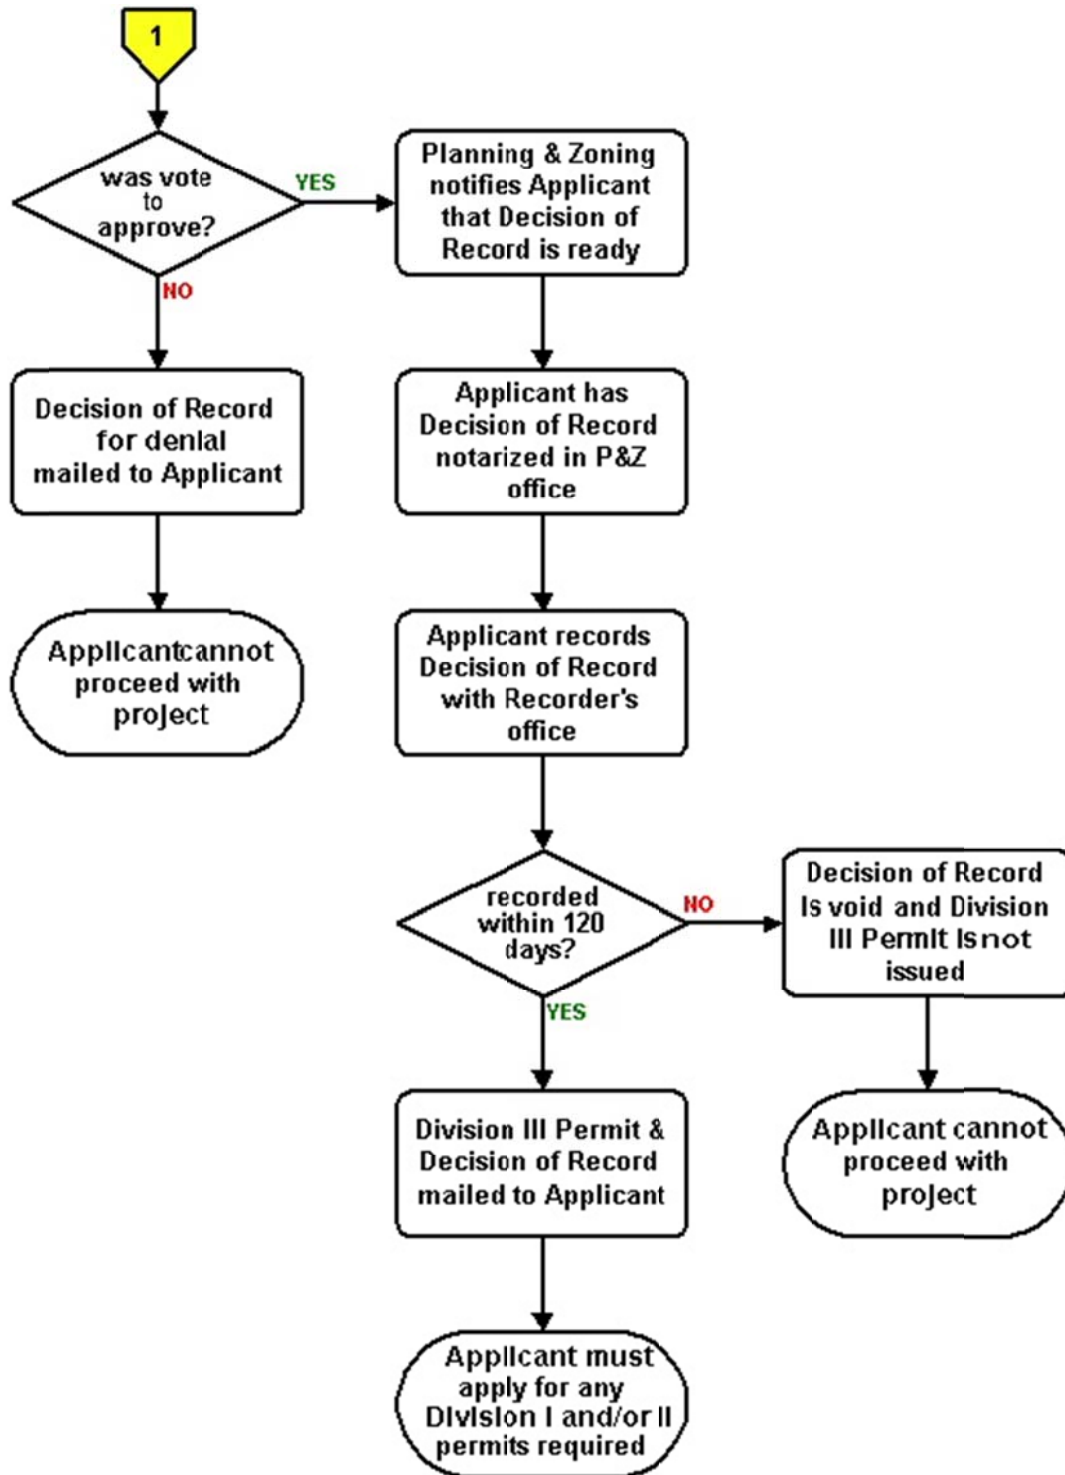 1
was vote
to
approve?
YES
NO
Planning & Zoning
notifies Applicant
that Decision of
Record is ready
Decision of Record
for denial
mailed to Applicant
Applicant has
Decision of Record
notarized in P&Z
office
Applicantcannot
proceed with
project
Applicant records
Decision of Record
with Recorder's
office
recorded
within 120
days?
NO
YES
Decision of Record
Is void and Division
III Permit Is not
issued
Division III Permit &
Decision of Record
mailed to Applicant
Applicant cannot
proceed with
project
Applicant must
apply for any
Division I and/or II
permits required